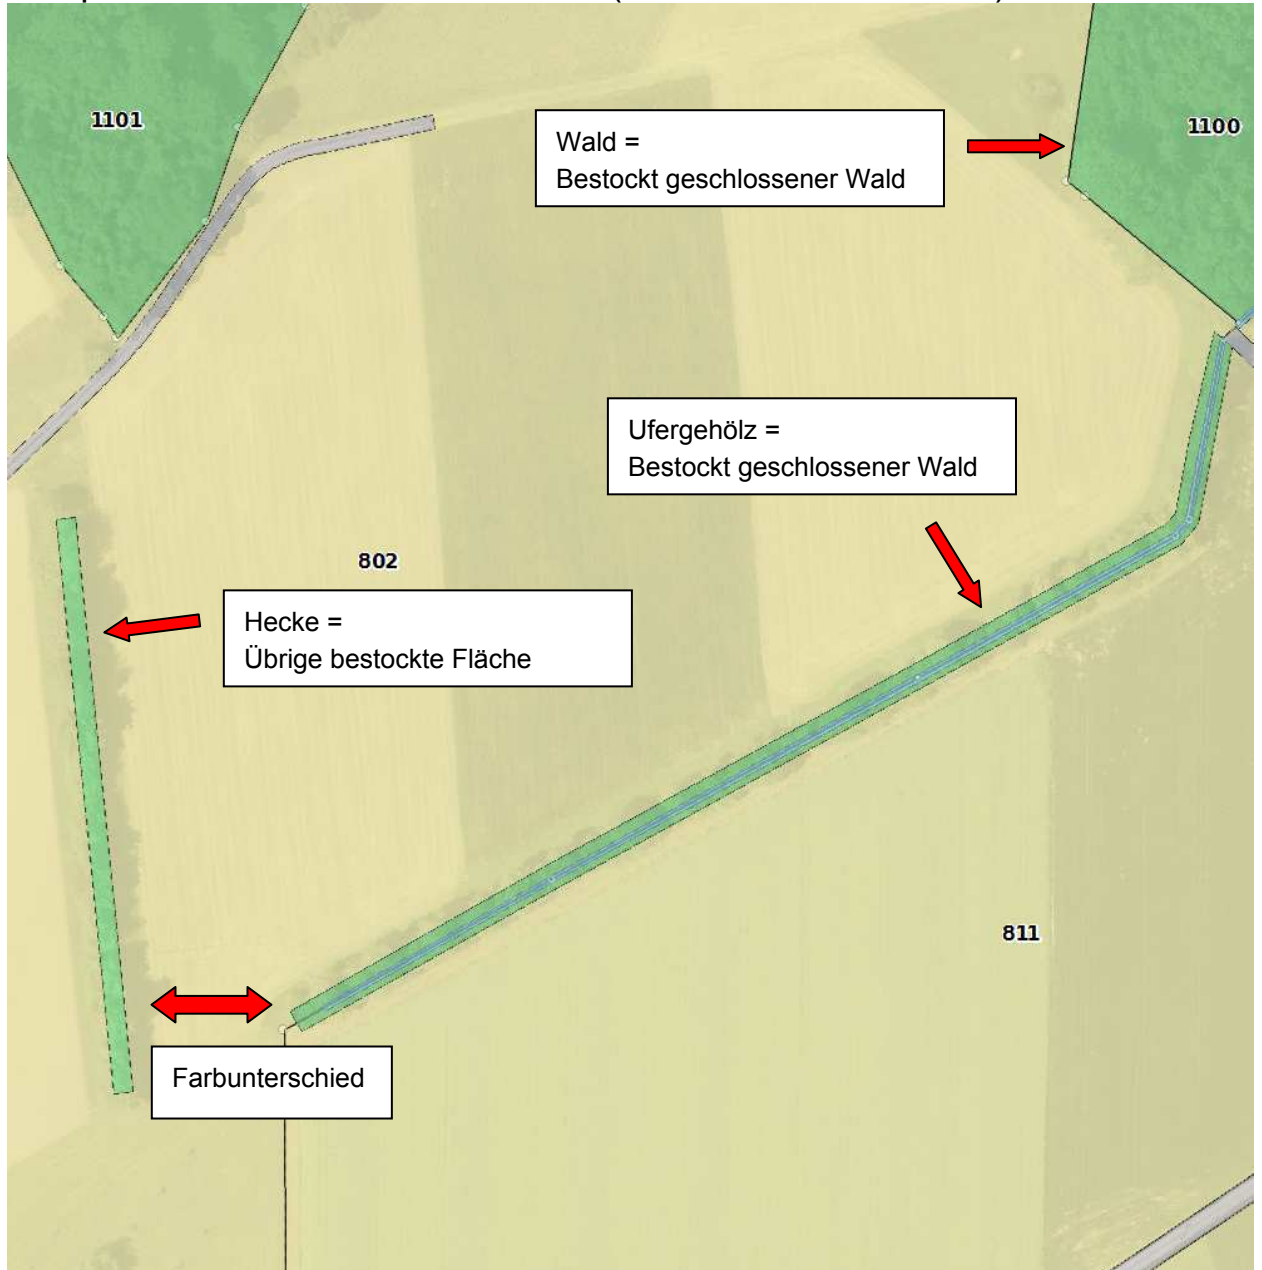 1101
Wald =
Bestockt geschlossener Wald
1100
Ufergehölz =
Bestockt geschlossener Wald
802
Hecke =
Übrige bestockte Fläche
811
Farbunterschied